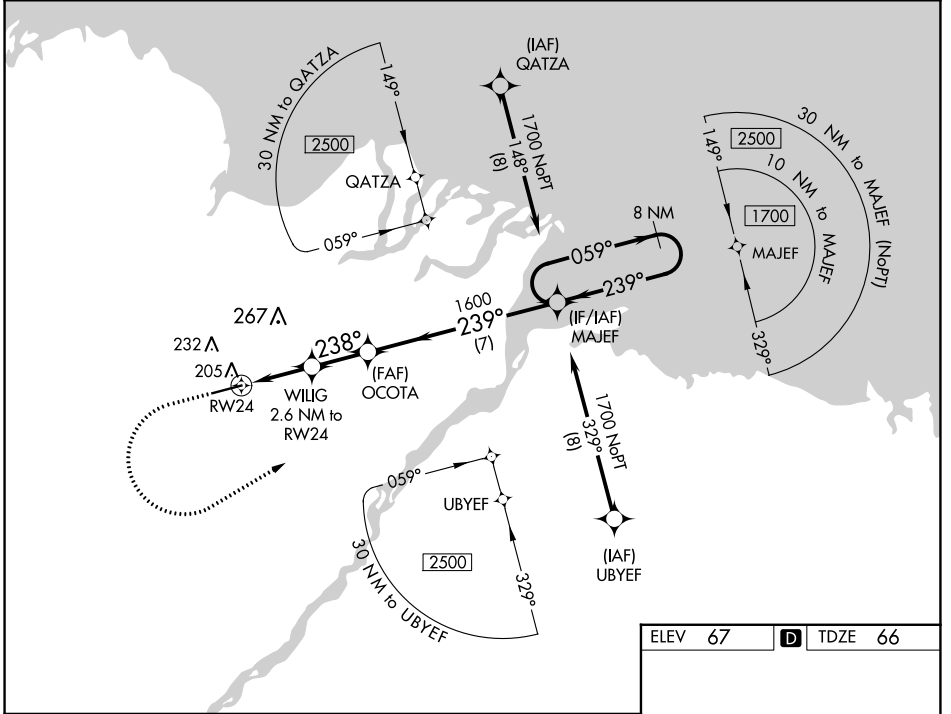 (IAF)
QATZA
30 NM to QATZA
149°
2500
QATZA
059°
1700 NoPT
148°
(8)
30 NM to MAJEF (NoPT)
149°
2500
10 NM to MAJEF
1700
MAJEF
329°
8 NM
059°
239°
(IF/IAF)
MAJEF
1600
239°
(7)
267
232
205
238°
(FAF)
OCOTA
WILIG
2.6 NM to
RW24
RW24
1700 NoPT
329°
(8)
059°
UBYEF
2500
329°
30 NM to UBYEF
(IAF)
UBYEF
ELEV 67 D TDZE 66